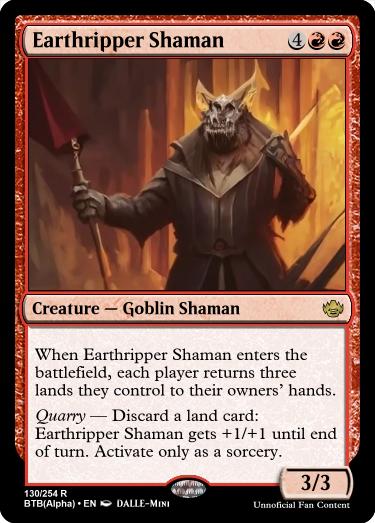 Earthripper Shaman 4
Creature — Goblin Shaman
When Earthripper Shaman enters the
battlefield, each player returns three
lands they control to their owners' hands.
Quarry — Discard a land card:
Earthripper Shaman gets +1/+1 until end
of turn. Activate only as a sorcery.
3/3
130/254 R
BTB(Alpha) • EN DALLE-Mini
Unofficial Fan Content